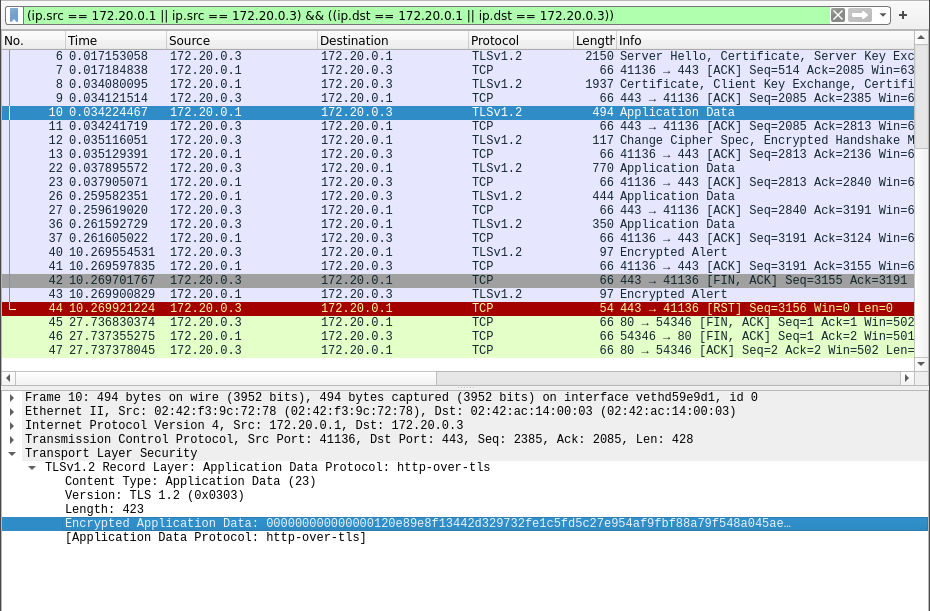 (ip.src == 172.20.0.1 || ip.src == 172.20.0.3) && ((ip.dst == 172.20.0.1 || ip.dst == 172.20.0.3))
No. Time Source Destination Protocol Length Info
6 0.017153058 172.20.0.3 172.20.0.1 TLSv1.2 2150 Server Hello, Certificate, Server Key Exc
7 0.017184838 172.20.0.1 172.20.0.3 TCP 66 41136 → 443 [ACK] Seq=514 Ack=2085 Win=63
8 0.034080095 172.20.0.1 172.20.0.3 TLSv1.2 1937 Certificate, Client Key Exchange, Certifi
9 0.034121514 172.20.0.3 172.20.0.1 TCP 66 443 → 41136 [ACK] Seq=2085 Ack=2385 Win=6
10 0.034224467 172.20.0.1 172.20.0.3 TLSv1.2 494 Application Data
11 0.034241719 172.20.0.3 172.20.0.1 TCP 66 443 → 41136 [ACK] Seq=2085 Ack=2813 Win=6
12 0.035116051 172.20.0.3 172.20.0.1 TLSv1.2 117 Change Cipher Spec, Encrypted Handshake M
13 0.035129391 172.20.0.1 172.20.0.3 TCP 66 41136 → 443 [ACK] Seq=2813 Ack=2136 Win=6
22 0.037895572 172.20.0.3 172.20.0.1 TLSv1.2 770 Application Data
23 0.037905071 172.20.0.1 172.20.0.3 TCP 66 41136 → 443 [ACK] Seq=2813 Ack=2840 Win=6
26 0.259582351 172.20.0.1 172.20.0.3 TLSv1.2 444 Application Data
27 0.259619020 172.20.0.3 172.20.0.1 TCP 66 443 → 41136 [ACK] Seq=2840 Ack=3191 Win=6
36 0.261592729 172.20.0.3 172.20.0.1 TLSv1.2 350 Application Data
37 0.261605022 172.20.0.1 172.20.0.3 TCP 66 41136 → 443 [ACK] Seq=3191 Ack=3124 Win=6
40 10.269554531 172.20.0.3 172.20.0.1 TLSv1.2 97 Encrypted Alert
41 10.269597835 172.20.0.1 172.20.0.3 TCP 66 41136 → 443 [ACK] Seq=3191 Ack=3155 Win=6
42 10.269701767 172.20.0.3 172.20.0.1 TCP 66 443 → 41136 [FIN, ACK] Seq=3155 Ack=3191
43 10.269900829 172.20.0.1 172.20.0.3 TLSv1.2 97 Encrypted Alert
44 10.269921224 172.20.0.3 172.20.0.1 TCP 54 443 → 41136 [RST] Seq=3156 Win=0 Len=0
45 27.736830374 172.20.0.3 172.20.0.1 TCP 66 80 → 54346 [FIN, ACK] Seq=1 Ack=1 Win=502
46 27.737355275 172.20.0.1 172.20.0.3 TCP 66 54346 → 80 [FIN, ACK] Seq=1 Ack=2 Win=501
47 27.737378045 172.20.0.3 172.20.0.1 TCP 66 80 → 54346 [ACK] Seq=2 Ack=2 Win=502 Len=
Frame 10: 494 bytes on wire (3952 bits), 494 bytes captured (3952 bits) on interface vethd59e9d1, id 0
Ethernet II, Src: 02:42:f3:9c:72:78 (02:42:f3:9c:72:78), Dst: 02:42:ac:14:00:03 (02:42:ac:14:00:03)
Internet Protocol Version 4, Src: 172.20.0.1, Dst: 172.20.0.3
Transmission Control Protocol, Src Port: 41136, Dst Port: 443, Seq: 2385, Ack: 2085, Len: 428
Transport Layer Security
TLSv1.2 Record Layer: Application Data Protocol: http-over-tls
Content Type: Application Data (23)
Version: TLS 1.2 (0x0303)
Length: 423
Encrypted Application Data: 000000000000000120e89e8f13442d329732fe1c5fd5c27e954af9fbf88a79f548a045ae…
[Application Data Protocol: http-over-tls]